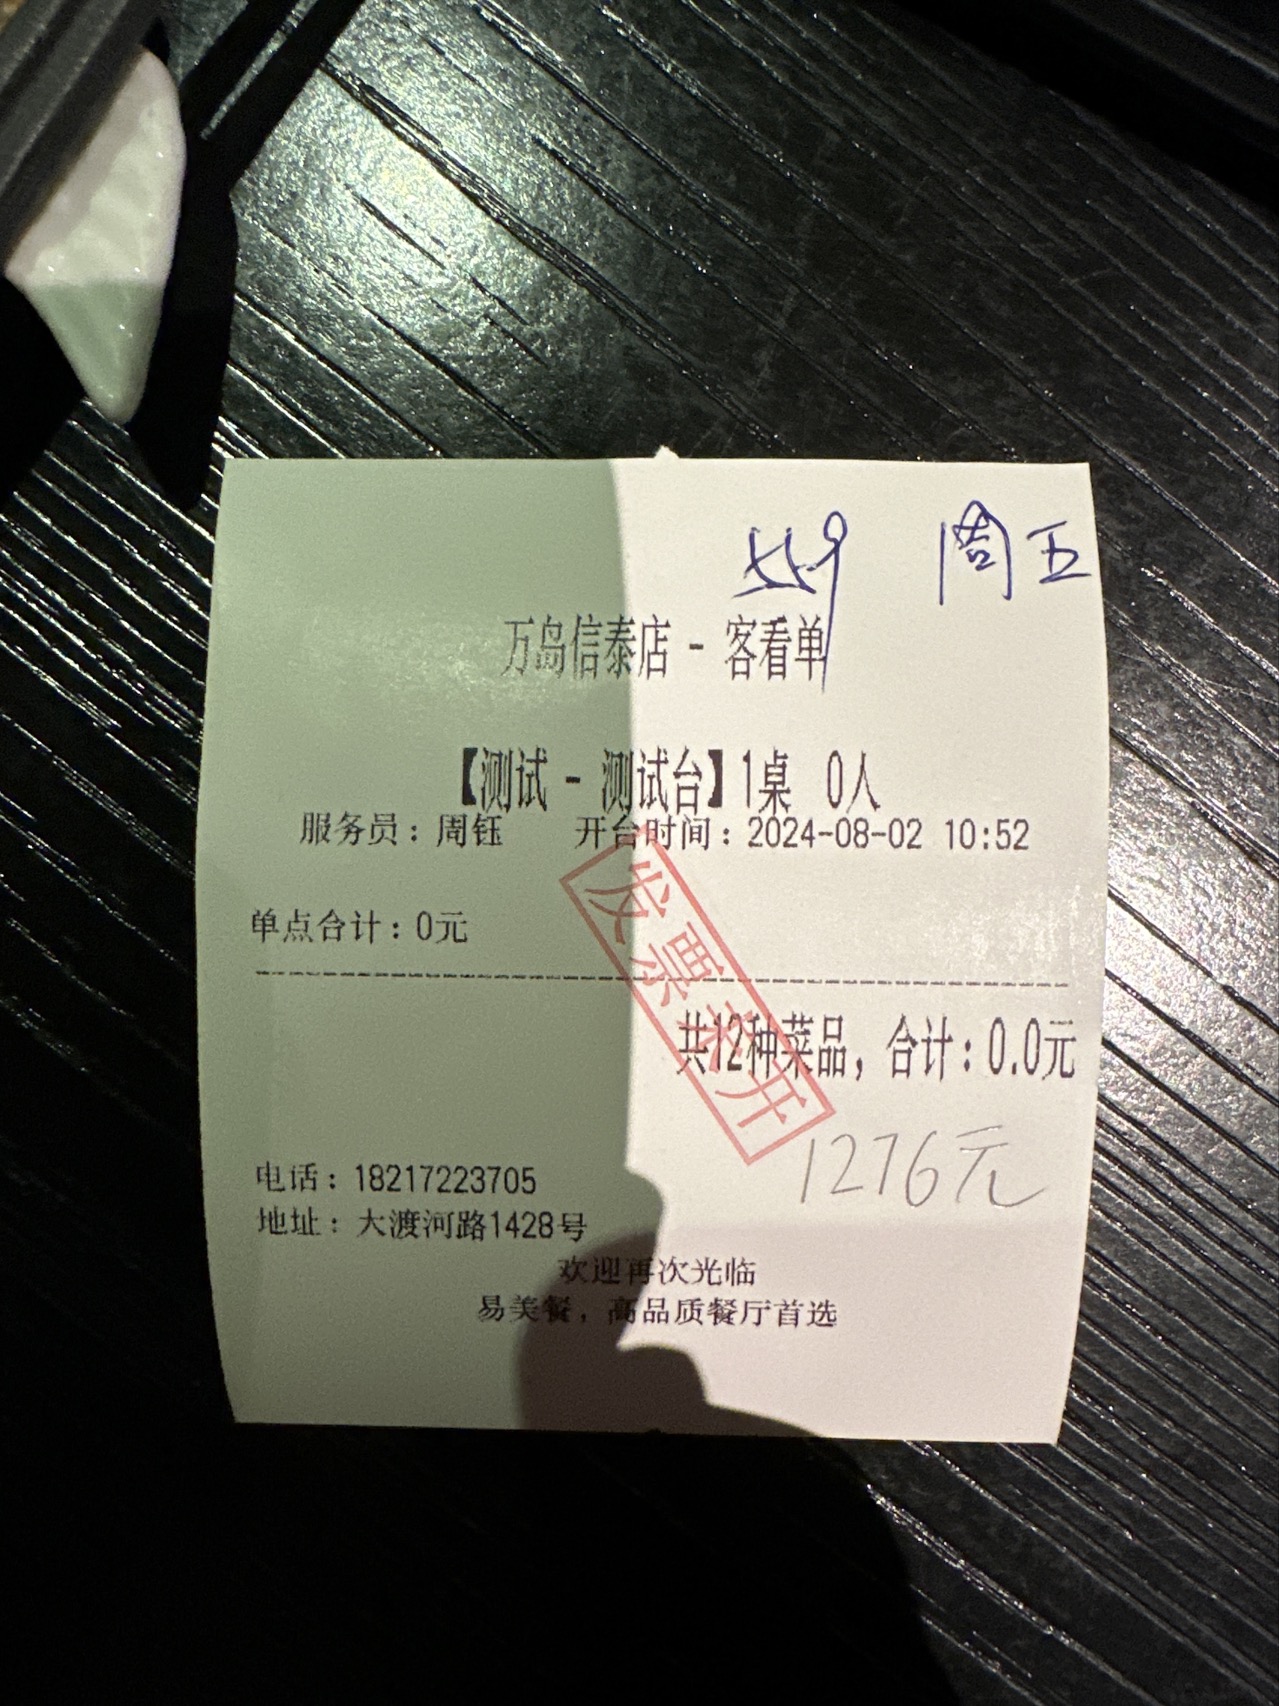 559 周五
万岛信泰店 - 客看单
【测试 - 测试台】1桌 0人
服务员：周钰 开台时间：2024-08-02 10:52
单点合计：0元
发票未开
共12种菜品，合计：0.0元
1276元
电话：18217223705
地址：大渡河路1428号
欢迎再次光临
易美餐，高品质餐厅首选